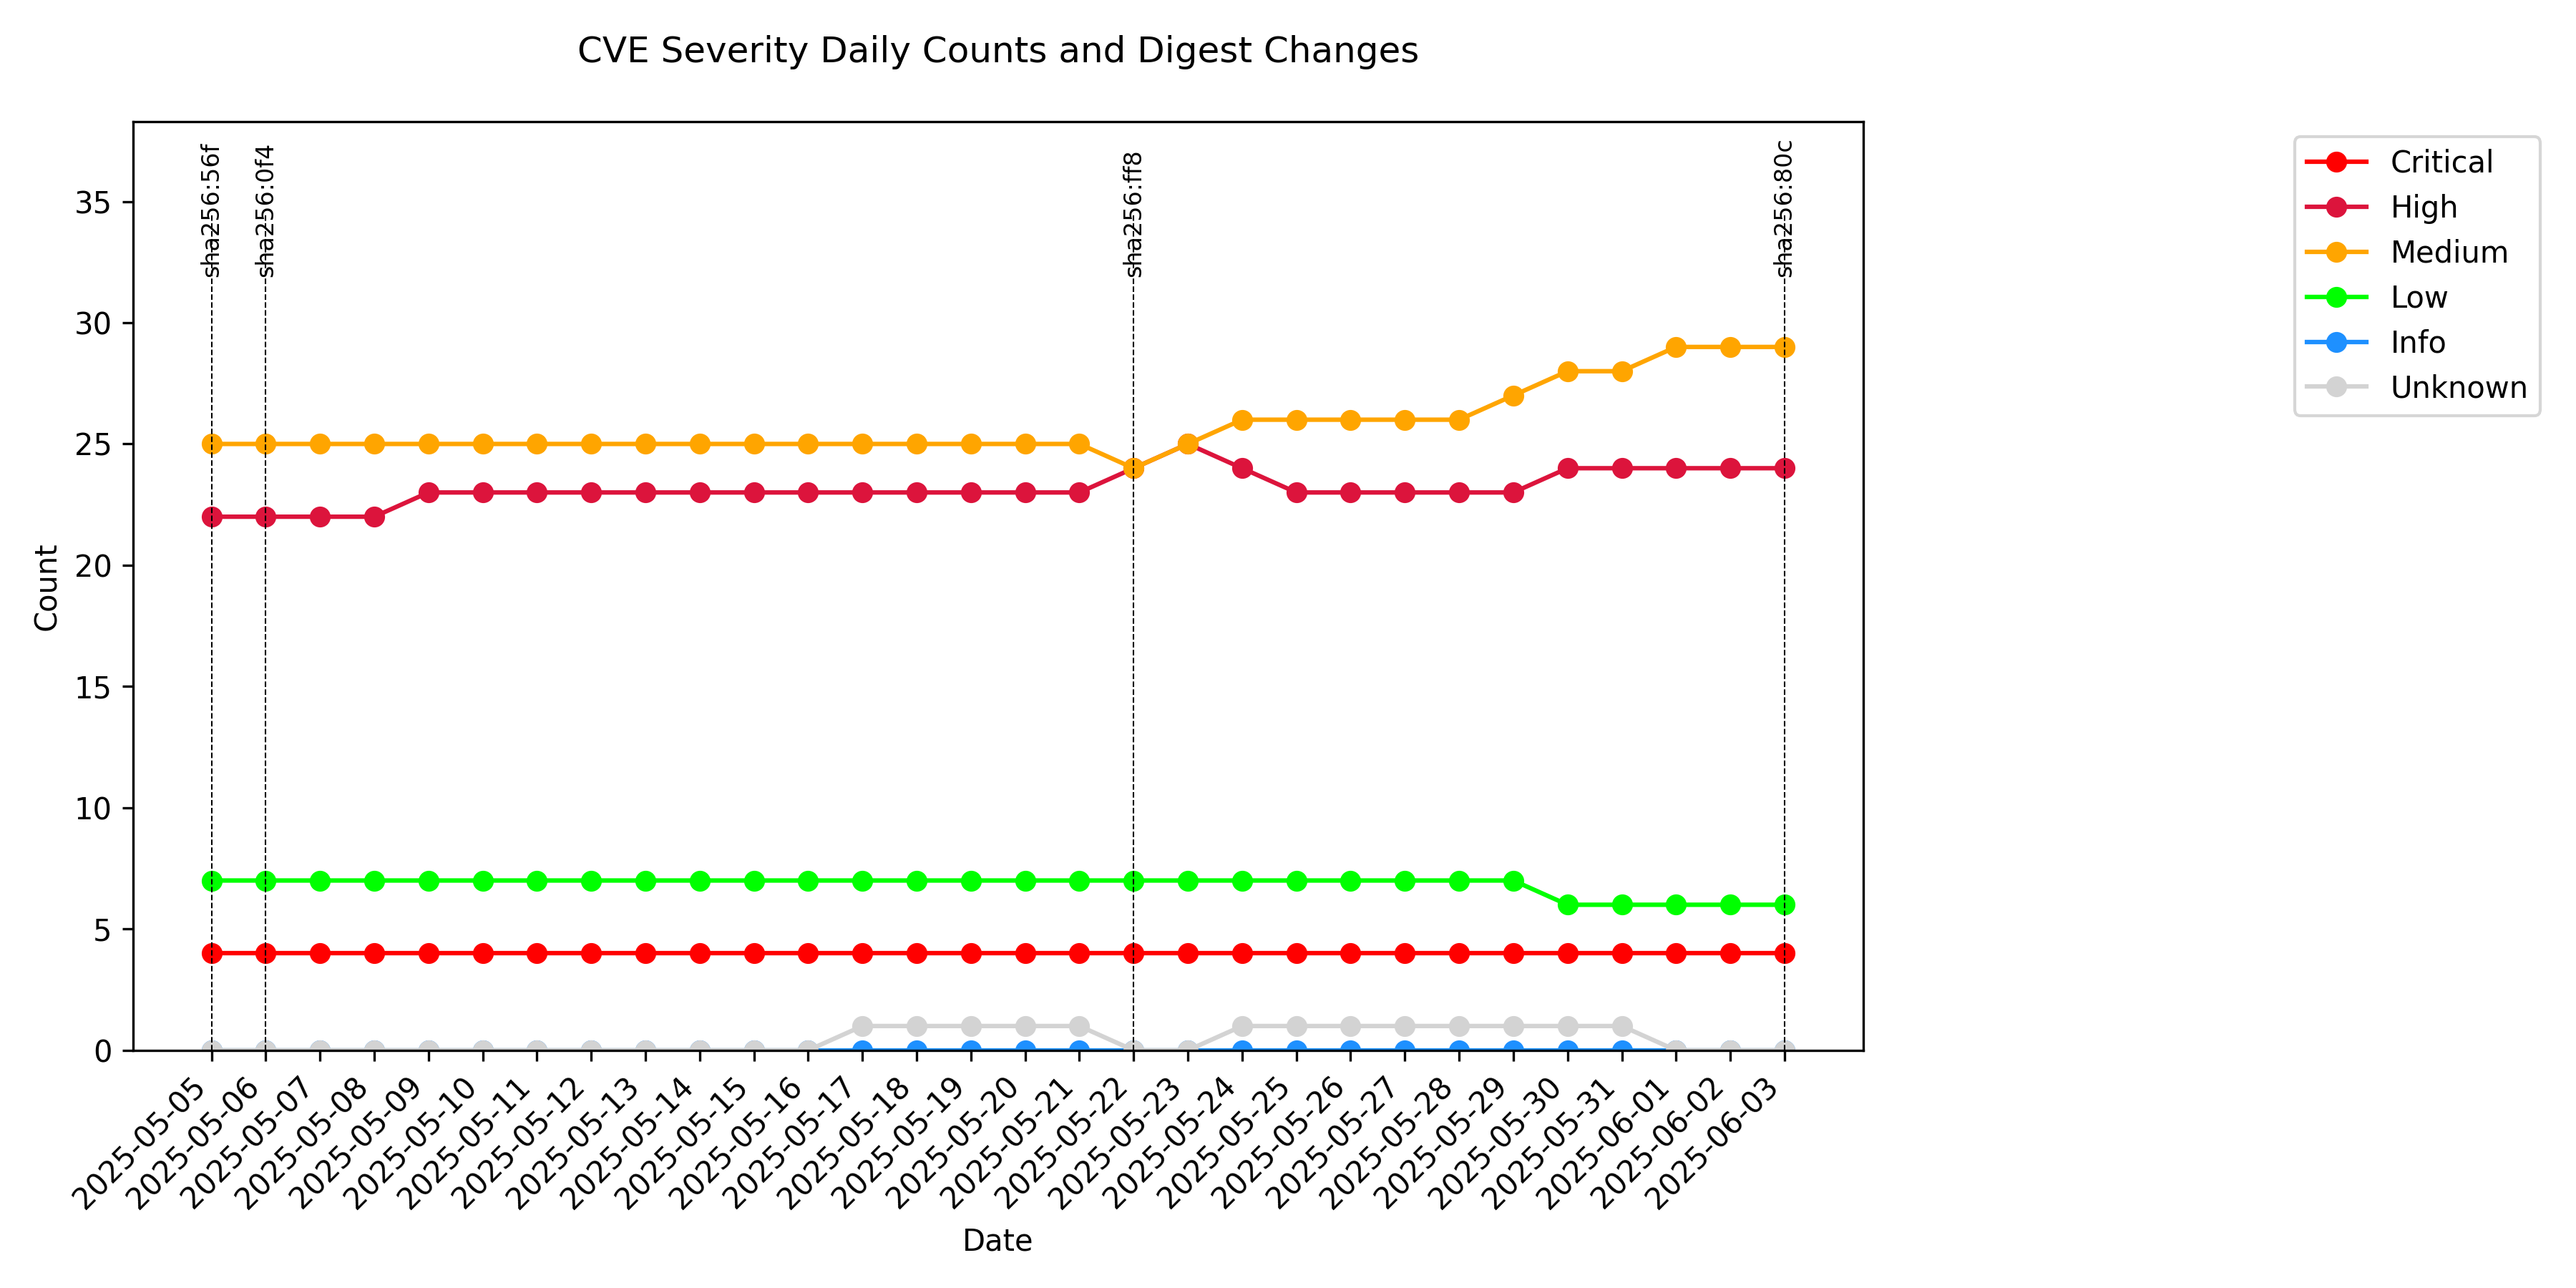 CVE Severity Daily Counts and Digest Changes
sha256:56f
sha256:0f4
sha256:ff8
sha256:80c
Critical
High
Medium
Low
Info
Unknown
35
30
25
20
15
10
5
0
Count
2025-05-05
2025-05-06
2025-05-07
2025-05-08
2025-05-09
2025-05-10
2025-05-11
2025-05-12
2025-05-13
2025-05-14
2025-05-15
2025-05-16
2025-05-17
2025-05-18
2025-05-19
2025-05-20
2025-05-21
2025-05-22
2025-05-23
2025-05-24
2025-05-25
2025-05-26
2025-05-27
2025-05-28
2025-05-29
2025-05-30
2025-05-31
2025-06-01
2025-06-02
2025-06-03
Date